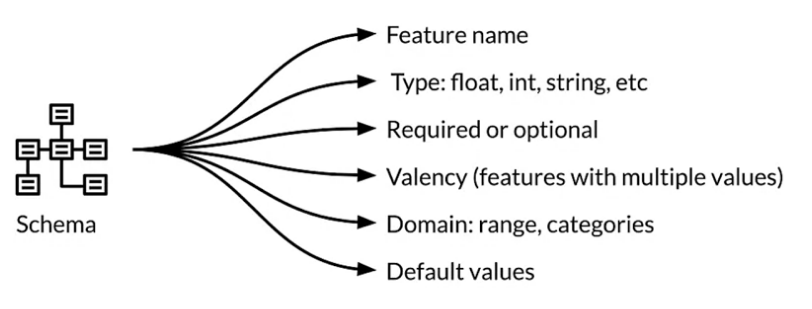 Feature name
Type: float, int, string, etc
Required or optional
Valency (features with multiple values)
Domain: range, categories
Default values
Schema